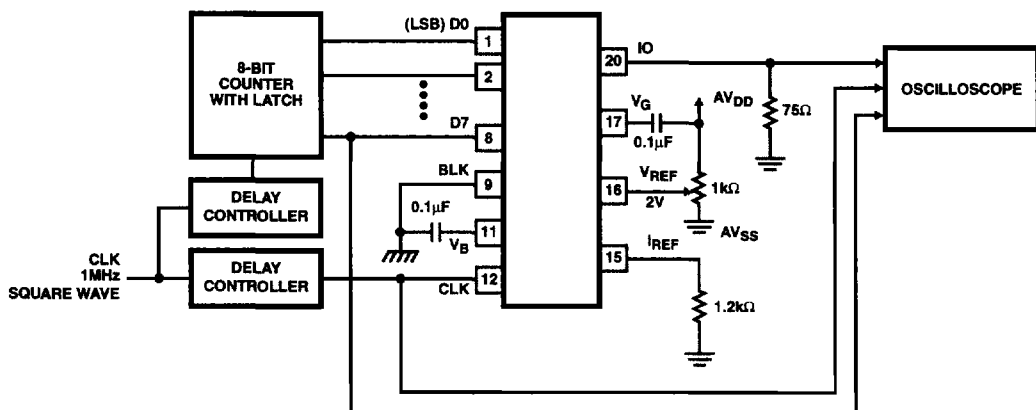 (LSB) D0
8-BIT
COUNTER
WITH LATCH
1
2
D7
8
BLK
9
0.1µF
VB
11
CLK
12
DELAY
CONTROLLER
CLK
1MHz
SQUARE WAVE
DELAY
CONTROLLER
20
IO
OSCILLOSCOPE
75Ω
VG
17
0.1µF
AVDD
VREF
16
2V
1kΩ
AVSS
IREF
15
1.2kΩ